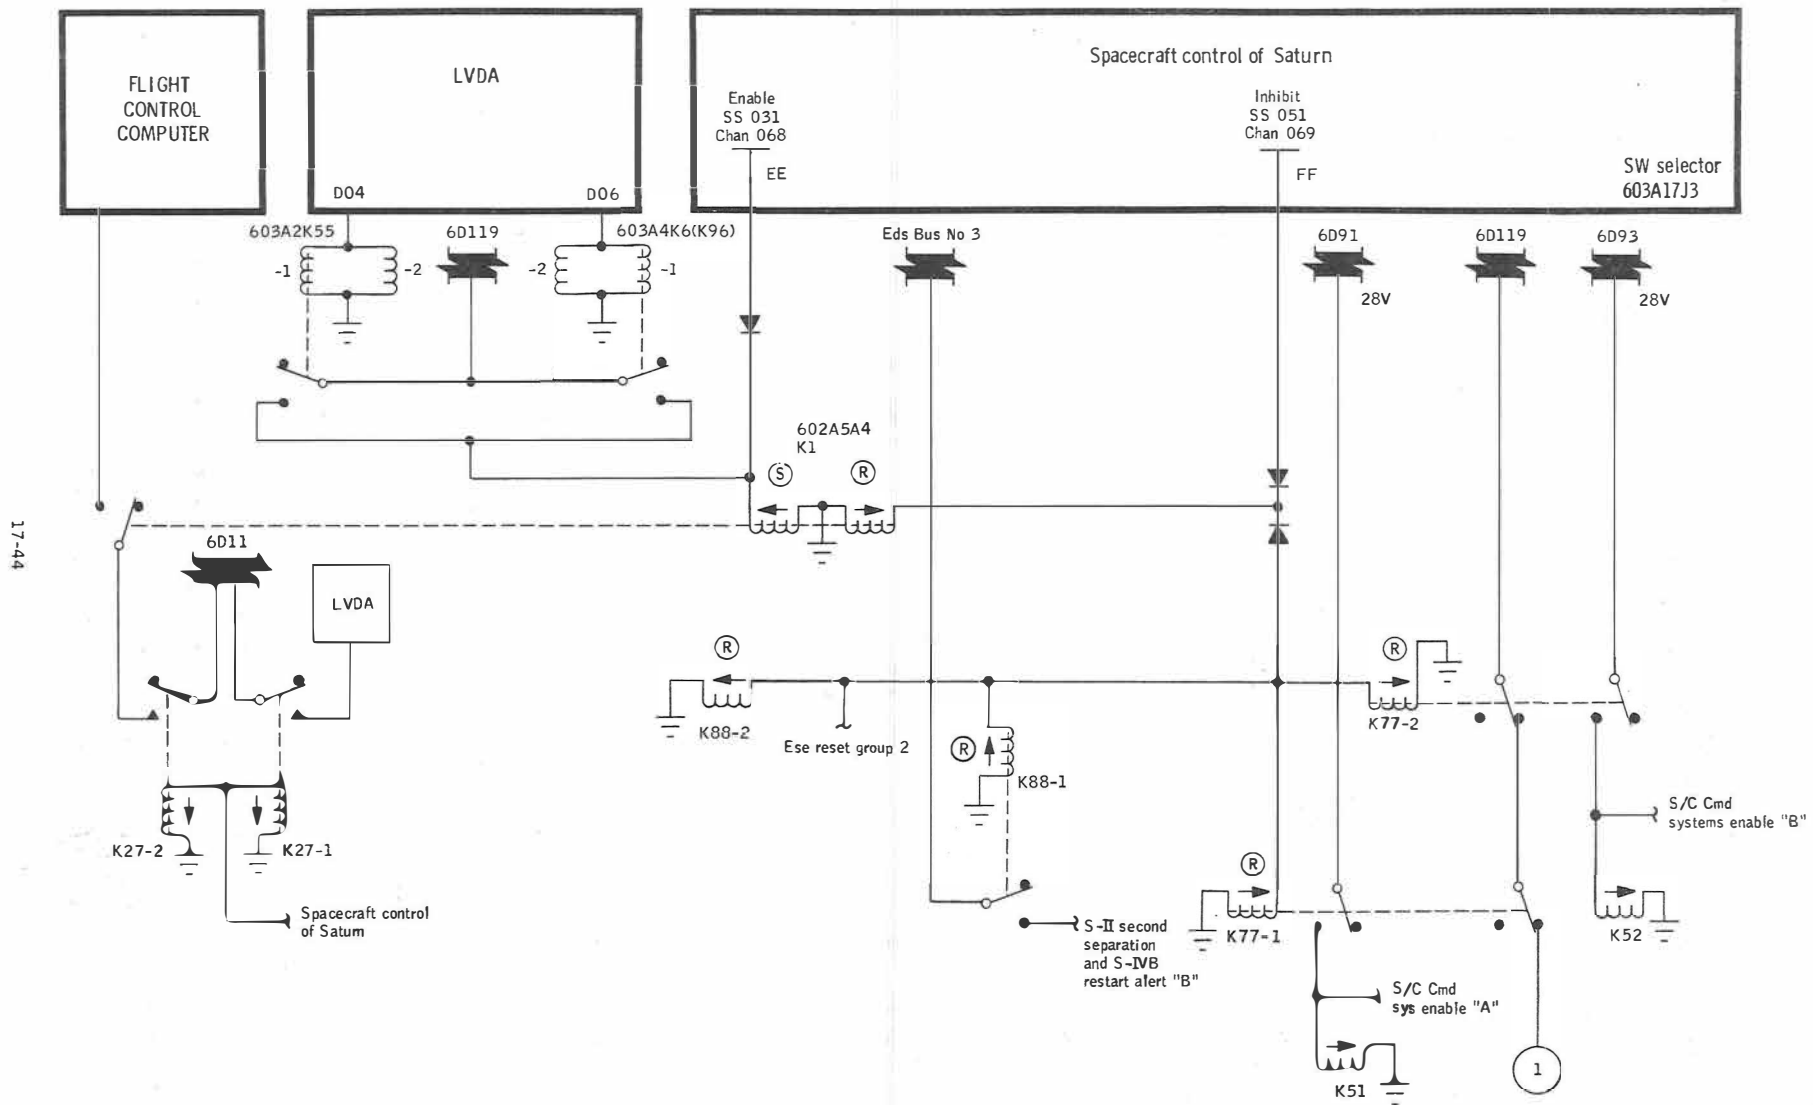 FLIGHT
CONTROL
COMPUTER
LVDA
DO4
DO6
Spacecraft control of Saturn
Enable
SS 031
Chan 068
EE
Inhibit
SS 051
Chan 069
FF
SW selector
603A17J3
603A2K55
6D119
603A4K6(K96)
-1
-2
-2
-1
Eds Bus No 3
6D91
28V
6D119
6D93
28V
602A5A4
K1
S
R
17-44
6D11
LVDA
R
K88-2
Ese reset group 2
R
K88-1
R
K77-2
K27-2
K27-1
Spacecraft control
of Saturn
S-II second
separation
and S-IVB
restart alert "B"
R
K77-1
S/C Cmd
systems enable "B"
K52
S/C Cmd
sys enable "A"
K51
1